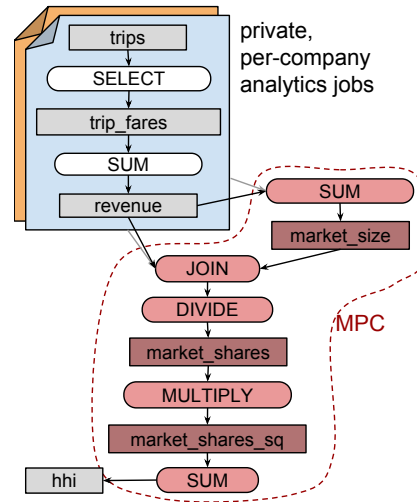 trips
private,
per-company
analytics jobs
SELECT
trip_fares
SUM
revenue
SUM
market_size
JOIN
DIVIDE
MPC
market_shares
MULTIPLY
market_shares_sq
hhi
SUM